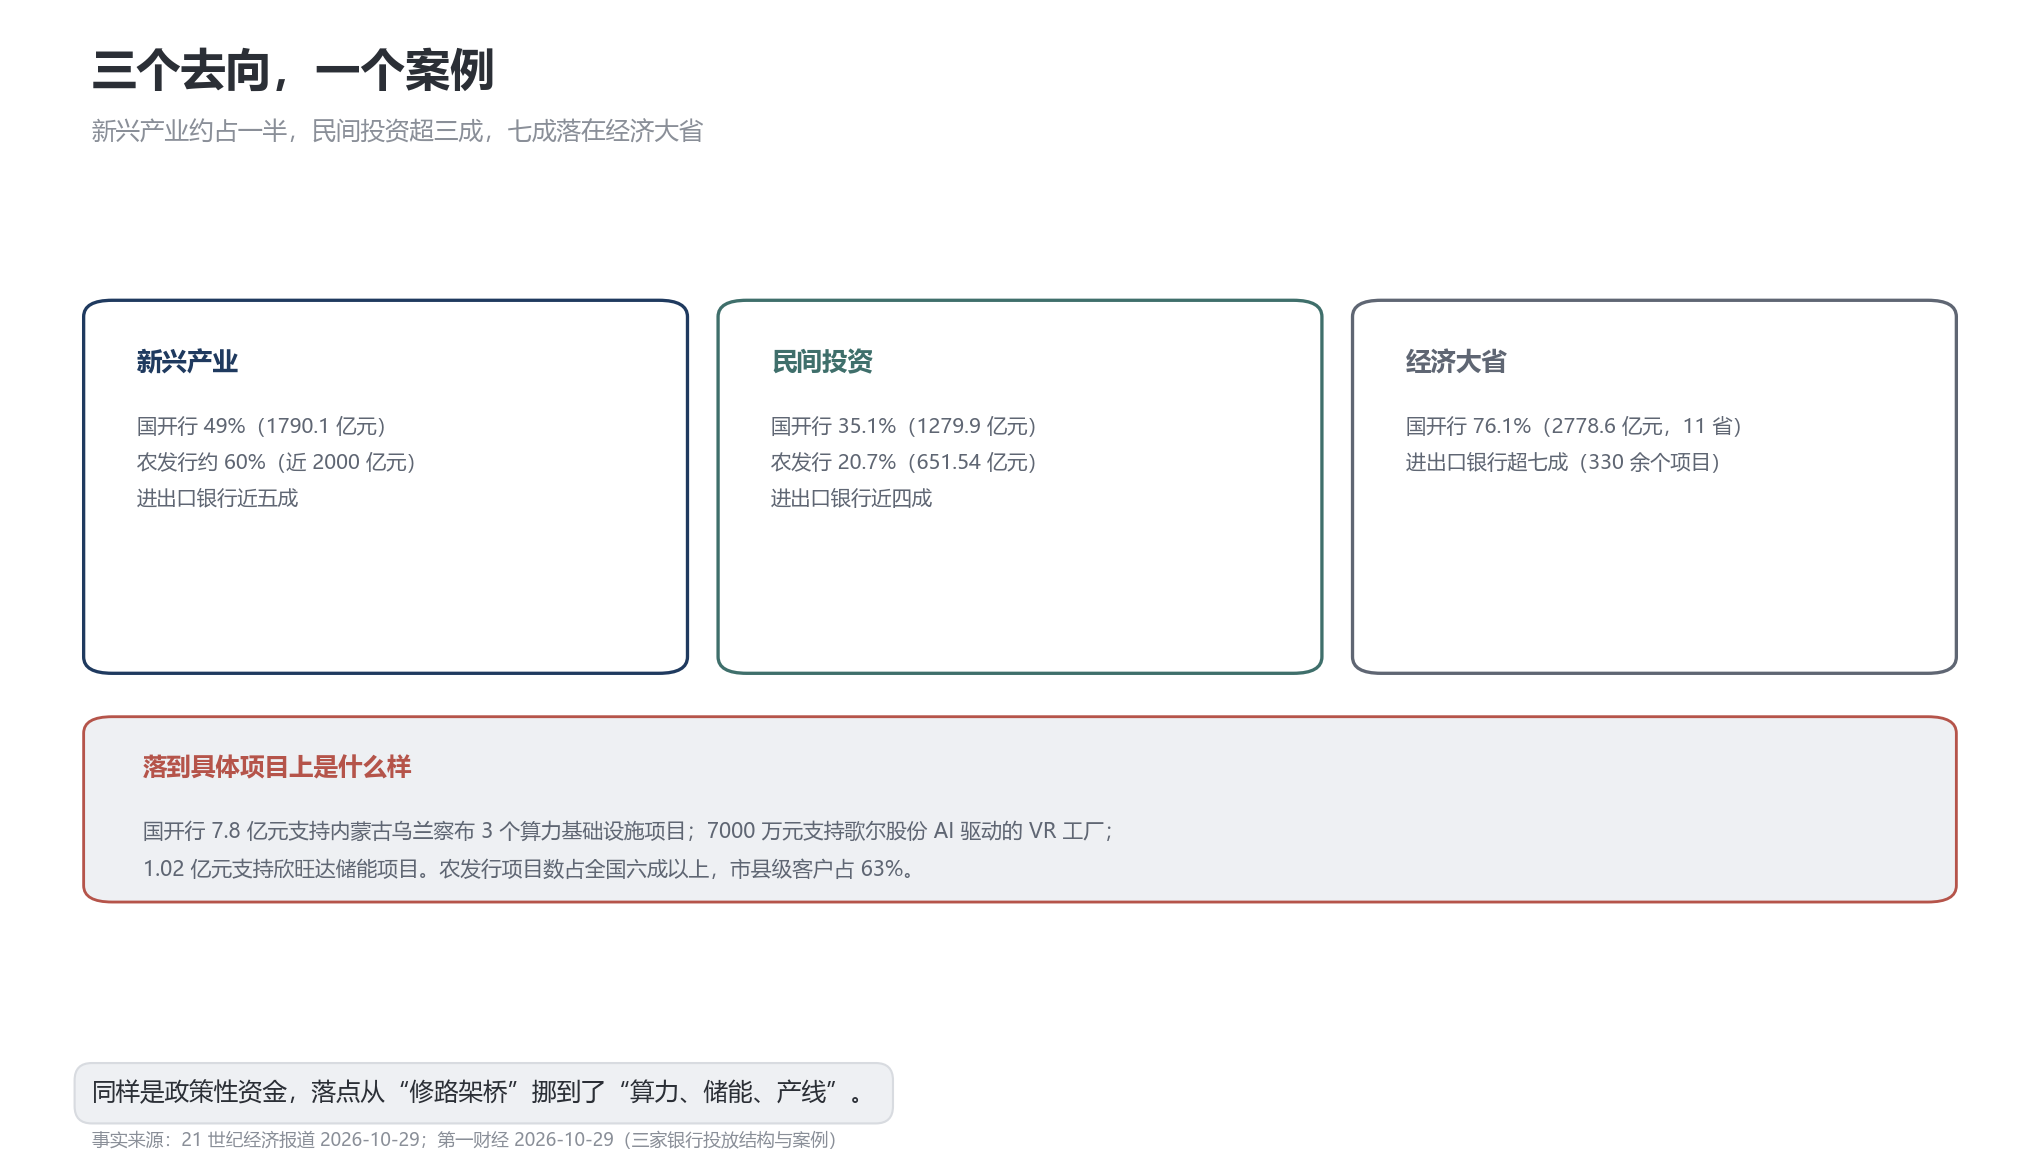 三个去向，一个案例
新兴产业约占一半，民间投资超三成，七成落在经济大省
新兴产业
国开行 49%（1790.1 亿元）
农发行约 60%（近 2000 亿元）
进出口银行近五成
民间投资
国开行 35.1%（1279.9 亿元）
农发行 20.7%（651.54 亿元）
进出口银行近四成
经济大省
国开行 76.1%（2778.6 亿元，11 省）
进出口银行超七成（330 余个项目）
落到具体项目上是什么样
国开行 7.8 亿元支持内蒙古乌兰察布 3 个算力基础设施项目；7000 万元支持歌尔股份 AI 驱动的 VR 工厂；
1.02 亿元支持欣旺达储能项目。农发行项目数占全国六成以上，市县级客户占 63%。
同样是政策性资金，落点从“修路架桥”挪到了“算力、储能、产线”。
事实来源：21 世纪经济报道 2026-10-29；第一财经 2026-10-29（三家银行投放结构与案例）